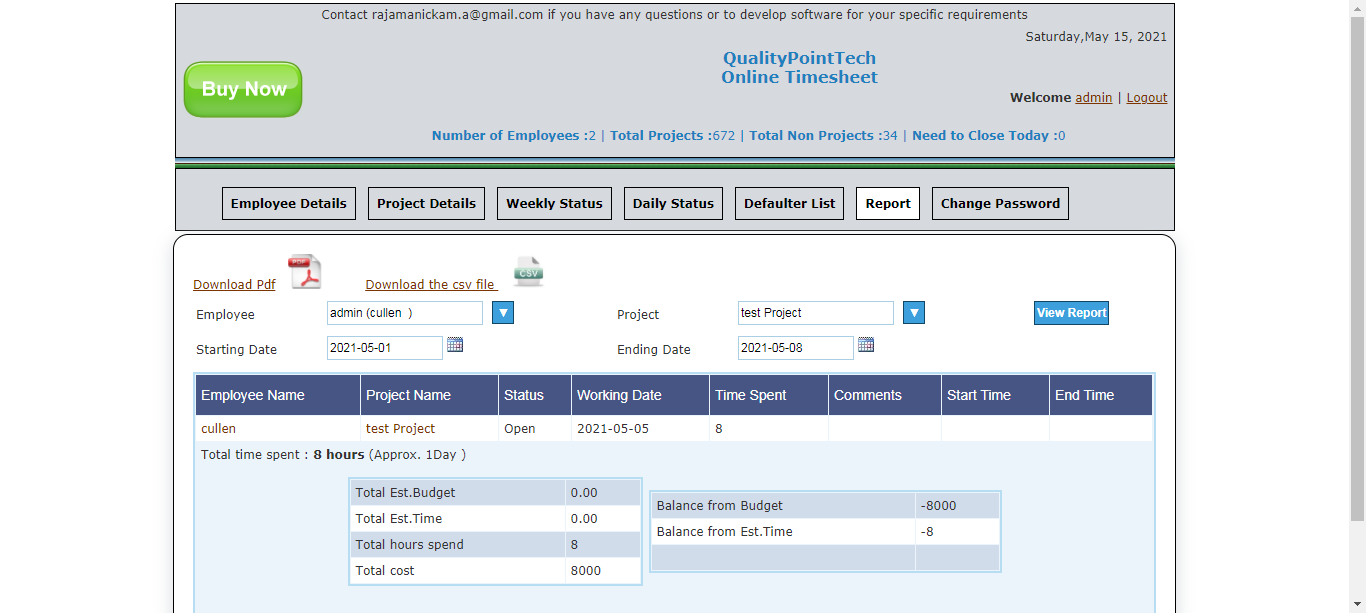 Contact rajamanickam.a@gmail.com if you have any questions or to develop software for your specific requirements
Saturday,May 15, 2021
QualityPointTech
Online Timesheet
Buy Now
Welcome admin | Logout
Number of Employees :2 | Total Projects :672 | Total Non Projects :34 | Need to Close Today :0
Employee Details Project Details Weekly Status Daily Status Defaulter List Report Change Password
Download Pdf PDF Download the csv file CSV
Employee admin (cullen ) Project test Project View Report
Starting Date 2021-05-01 Ending Date 2021-05-08
Employee Name Project Name Status Working Date Time Spent Comments Start Time End Time
cullen test Project Open 2021-05-05 8
Total time spent : 8 hours (Approx. 1Day )
Total Est.Budget 0.00
Total Est.Time 0.00
Total hours spend 8
Total cost 8000
Balance from Budget -8000
Balance from Est.Time -8